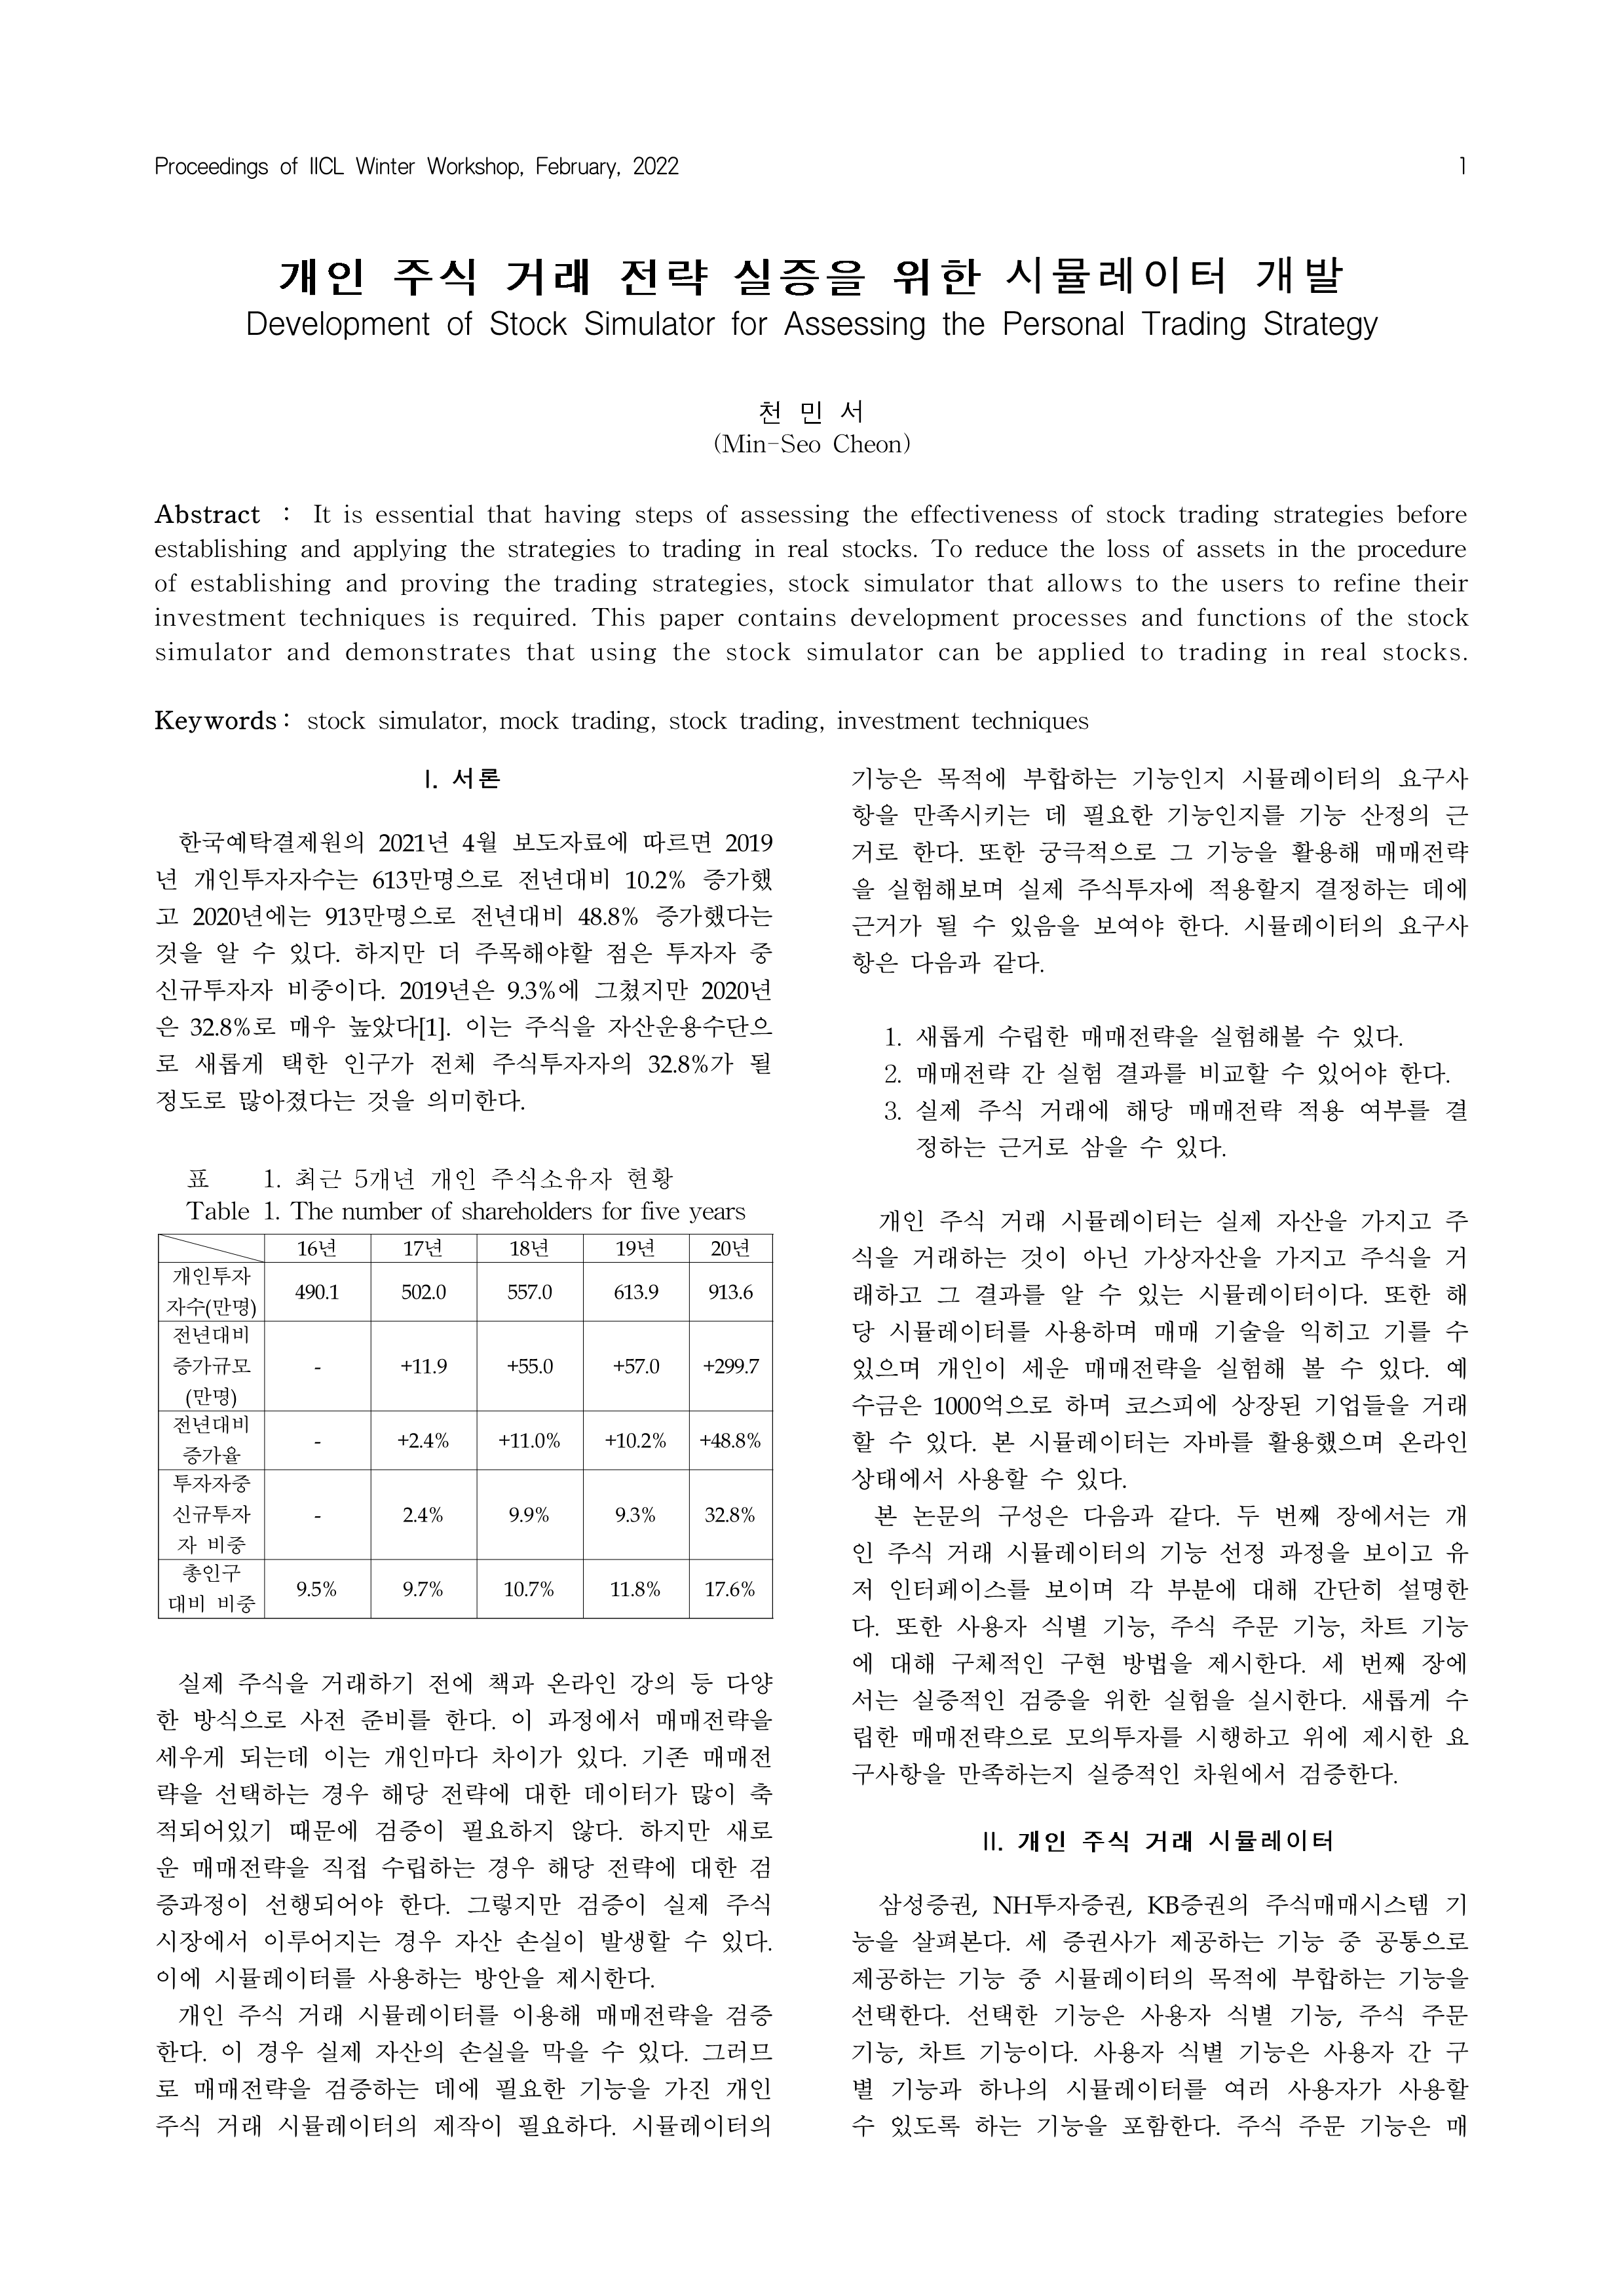 Proceedings of IICL Winter Workshop, February, 2022 1
개인 주식 거래 전략 실증을 위한 시뮬레이터 개발
Development of Stock Simulator for Assessing the Personal Trading Strategy
천 민 서
(Min-Seo Cheon)
Abstract : It is essential that having steps of assessing the effectiveness of stock trading strategies before
establishing and applying the strategies to trading in real stocks. To reduce the loss of assets in the procedure
of establishing and proving the trading strategies, stock simulator that allows to the users to refine their
investment techniques is required. This paper contains development processes and functions of the stock
simulator and demonstrates that using the stock simulator can be applied to trading in real stocks.
Keywords : stock simulator, mock trading, stock trading, investment techniques
I. 서론
한국예탁결제원의 2021년 4월 보도자료에 따르면 2019
년 개인투자자수는 613만명으로 전년대비 10.2% 증가했
고 2020년에는 913만명으로 전년대비 48.8% 증가했다는
것을 알 수 있다. 하지만 더 주목해야할 점은 투자자 중
신규투자자 비중이다. 2019년은 9.3%에 그쳤지만 2020년
은 32.8%로 매우 높았다[1]. 이는 주식을 자산운용수단으
로 새롭게 택한 인구가 전체 주식투자자의 32.8%가 될
정도로 많아졌다는 것을 의미한다.
표 1. 최근 5개년 개인 주식소유자 현황
Table 1. The number of shareholders for five years
16년 17년 18년 19년 20년
개인투자
자수(만명) 490.1 502.0 557.0 613.9 913.6
전년대비
증가규모 - +11.9 +55.0 +57.0 +299.7
(만명)
전년대비
증가율 - +2.4% +11.0% +10.2% +48.8%
투자자중
신규투자 - 2.4% 9.9% 9.3% 32.8%
자 비중
총인구
대비 비중 9.5% 9.7% 10.7% 11.8% 17.6%
실제 주식을 거래하기 전에 책과 온라인 강의 등 다양
한 방식으로 사전 준비를 한다. 이 과정에서 매매전략을
세우게 되는데 이는 개인마다 차이가 있다. 기존 매매전
략을 선택하는 경우 해당 전략에 대한 데이터가 많이 축
적되어있기 때문에 검증이 필요하지 않다. 하지만 새로
운 매매전략을 직접 수립하는 경우 해당 전략에 대한 검
증과정이 선행되어야 한다. 그렇지만 검증이 실제 주식
시장에서 이루어지는 경우 자산 손실이 발생할 수 있다.
이에 시뮬레이터를 사용하는 방안을 제시한다.
개인 주식 거래 시뮬레이터를 이용해 매매전략을 검증
한다. 이 경우 실제 자산의 손실을 막을 수 있다. 그러므
로 매매전략을 검증하는 데에 필요한 기능을 가진 개인
주식 거래 시뮬레이터의 제작이 필요하다. 시뮬레이터의
기능은 목적에 부합하는 기능인지 시뮬레이터의 요구사
항을 만족시키는 데 필요한 기능인지를 기능 산정의 근
거로 한다. 또한 궁극적으로 그 기능을 활용해 매매전략
을 실험해보며 실제 주식투자에 적용할지 결정하는 데에
근거가 될 수 있음을 보여야 한다. 시뮬레이터의 요구사
항은 다음과 같다.
1. 새롭게 수립한 매매전략을 실험해볼 수 있다.
2. 매매전략 간 실험 결과를 비교할 수 있어야 한다.
3. 실제 주식 거래에 해당 매매전략 적용 여부를 결
정하는 근거로 삼을 수 있다.
개인 주식 거래 시뮬레이터는 실제 자산을 가지고 주
식을 거래하는 것이 아닌 가상자산을 가지고 주식을 거
래하고 그 결과를 알 수 있는 시뮬레이터이다. 또한 해
당 시뮬레이터를 사용하며 매매 기술을 익히고 기를 수
있으며 개인이 세운 매매전략을 실험해 볼 수 있다. 예
수금은 1000억으로 하며 코스피에 상장된 기업들을 거래
할 수 있다. 본 시뮬레이터는 자바를 활용했으며 온라인
상태에서 사용할 수 있다.
본 논문의 구성은 다음과 같다. 두 번째 장에서는 개
인 주식 거래 시뮬레이터의 기능 선정 과정을 보이고 유
저 인터페이스를 보이며 각 부분에 대해 간단히 설명한
다. 또한 사용자 식별 기능, 주식 주문 기능, 차트 기능
에 대해 구체적인 구현 방법을 제시한다. 세 번째 장에
서는 실증적인 검증을 위한 실험을 실시한다. 새롭게 수
립한 매매전략으로 모의투자를 시행하고 위에 제시한 요
구사항을 만족하는지 실증적인 차원에서 검증한다.
II. 개인 주식 거래 시뮬레이터
삼성증권, NH투자증권, KB증권의 주식매매시스템 기
능을 살펴본다. 세 증권사가 제공하는 기능 중 공통으로
제공하는 기능 중 시뮬레이터의 목적에 부합하는 기능을
선택한다. 선택한 기능은 사용자 식별 기능, 주식 주문
기능, 차트 기능이다. 사용자 식별 기능은 사용자 간 구
별 기능과 하나의 시뮬레이터를 여러 사용자가 사용할
수 있도록 하는 기능을 포함한다. 주식 주문 기능은 매